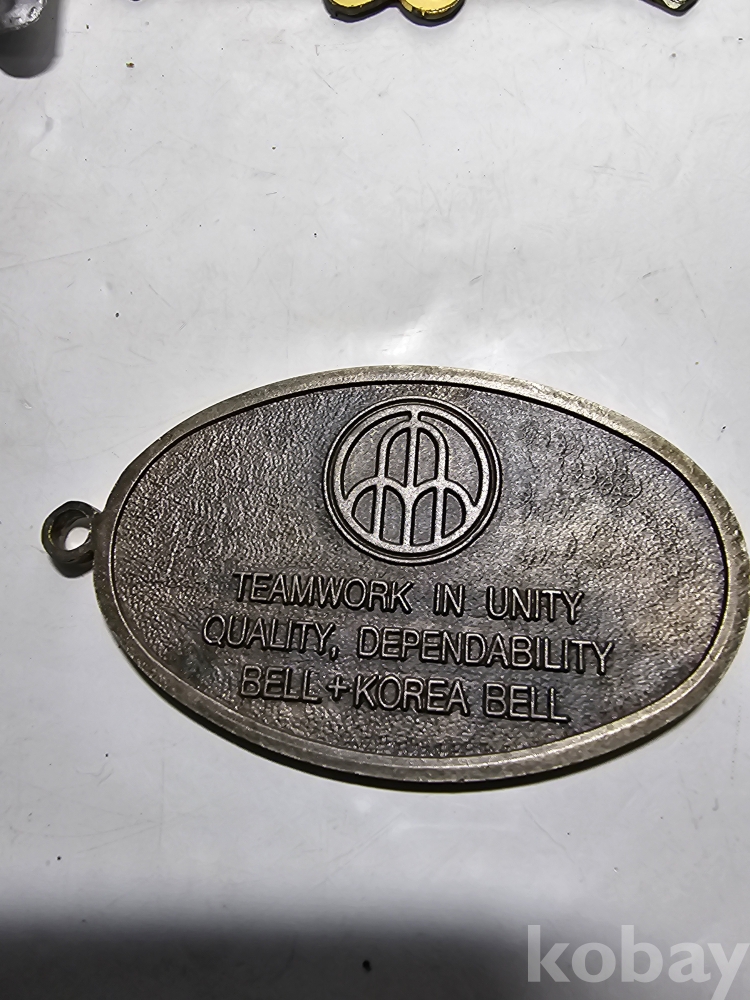 TEAMWORK IN UNITY
QUALITY, DEPENDABILITY
BELL+KOREA BELL
kobay